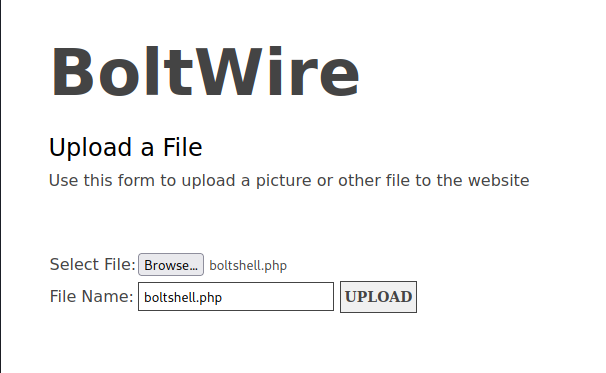 BoltWire
Upload a File
Use this form to upload a picture or other file to the website
Select File: Browse... boltshell.php
File Name: boltshell.php UPLOAD